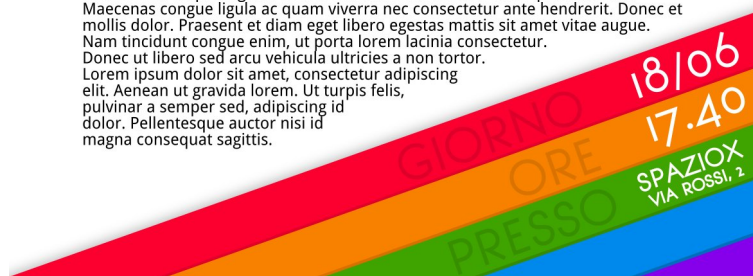 Maecenas congue ligula ac quam viverra nec consectetur ante hendrerit. Donec et
mollis dolor. Praesent et diam eget libero egestas mattis sit amet vitae augue.
Nam tincidunt congue enim, ut porta lorem lacinia consectetur.
Donec ut libero sed arcu vehicula ultricies a non tortor.
Lorem ipsum dolor sit amet, consectetur adipiscing
elit. Aenean ut gravida lorem. Ut turpis felis,
pulvinar a semper sed, adipiscing id
dolor. Pellentesque auctor nisi id
magna consequat sagittis.
GIORNO 18/06
ORE 17.40
PRESSO SPAZIOX
VIA ROSSI, 2